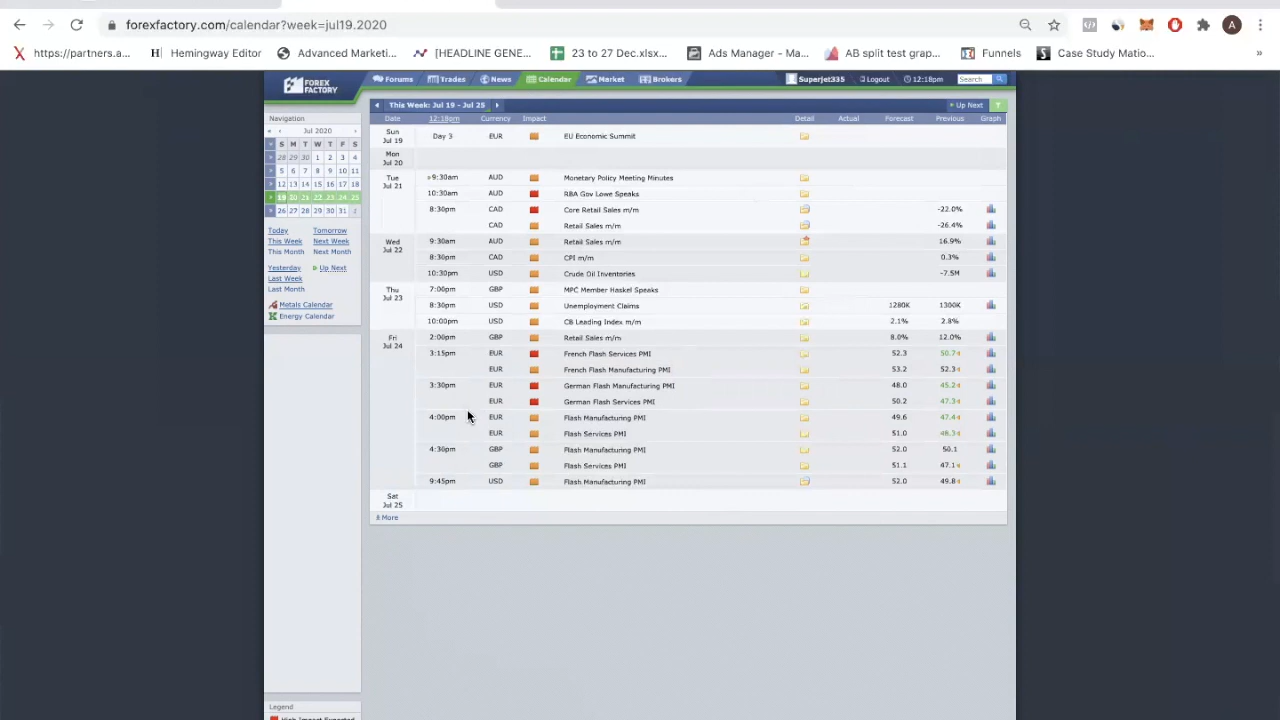 forexfactory.com/calendar?week=jul19.2020
A
https://partners.a...
Hemingway Editor
Advanced Marketi...
[HEADLINE GENE...
23 to 27 Dec.xlsx...
Ads Manager - Ma...
AB split test grap...
Funnels
Case Study Matio...
»
FOREX FACTORY
Forums Trades News Calendar Market Brokers
Superjet335 Logout 12:18pm Search
Navigation
Jul 2020
S M T W T F S
28 29 30 1 2 3 4
5 6 7 8 9 10 11
12 13 14 15 16 17 18
19 20 21 22 23 24 25
26 27 28 29 30 31 1
Today Tomorrow
This Week Next Week
This Month Next Month
Yesterday Up Next
Last Week
Last Month
Metals Calendar
Energy Calendar
This Week: Jul 19 - Jul 25 Up Next
Date 12:18pm Currency Impact Detail Actual Forecast Previous Graph
Sun Jul 19 Day 3 EUR EU Economic Summit
Mon Jul 20
Tue Jul 21 9:30am AUD Monetary Policy Meeting Minutes
10:30am AUD RBA Gov Lowe Speaks
8:30pm CAD Core Retail Sales m/m -22.0%
CAD Retail Sales m/m -26.4%
Wed Jul 22 9:30am AUD Retail Sales m/m 16.9%
8:30pm CAD CPI m/m 0.3%
10:30pm USD Crude Oil Inventories -7.5M
Thu Jul 23 7:00pm GBP MPC Member Haskel Speaks
8:30pm USD Unemployment Claims 1280K 1300K
10:00pm USD CB Leading Index m/m 2.1% 2.8%
Fri Jul 24 2:00pm GBP Retail Sales m/m 8.0% 12.0%
3:15pm EUR French Flash Services PMI 52.3 50.7
EUR French Flash Manufacturing PMI 53.2 52.3
3:30pm EUR German Flash Manufacturing PMI 48.0 45.2
EUR German Flash Services PMI 50.2 47.3
4:00pm EUR Flash Manufacturing PMI 49.6 47.4
EUR Flash Services PMI 51.0 48.3
4:30pm GBP Flash Manufacturing PMI 52.0 50.1
GBP Flash Services PMI 51.1 47.1
9:45pm USD Flash Manufacturing PMI 52.0 49.8
Sat Jul 25
More
Legend
High Impact Expected